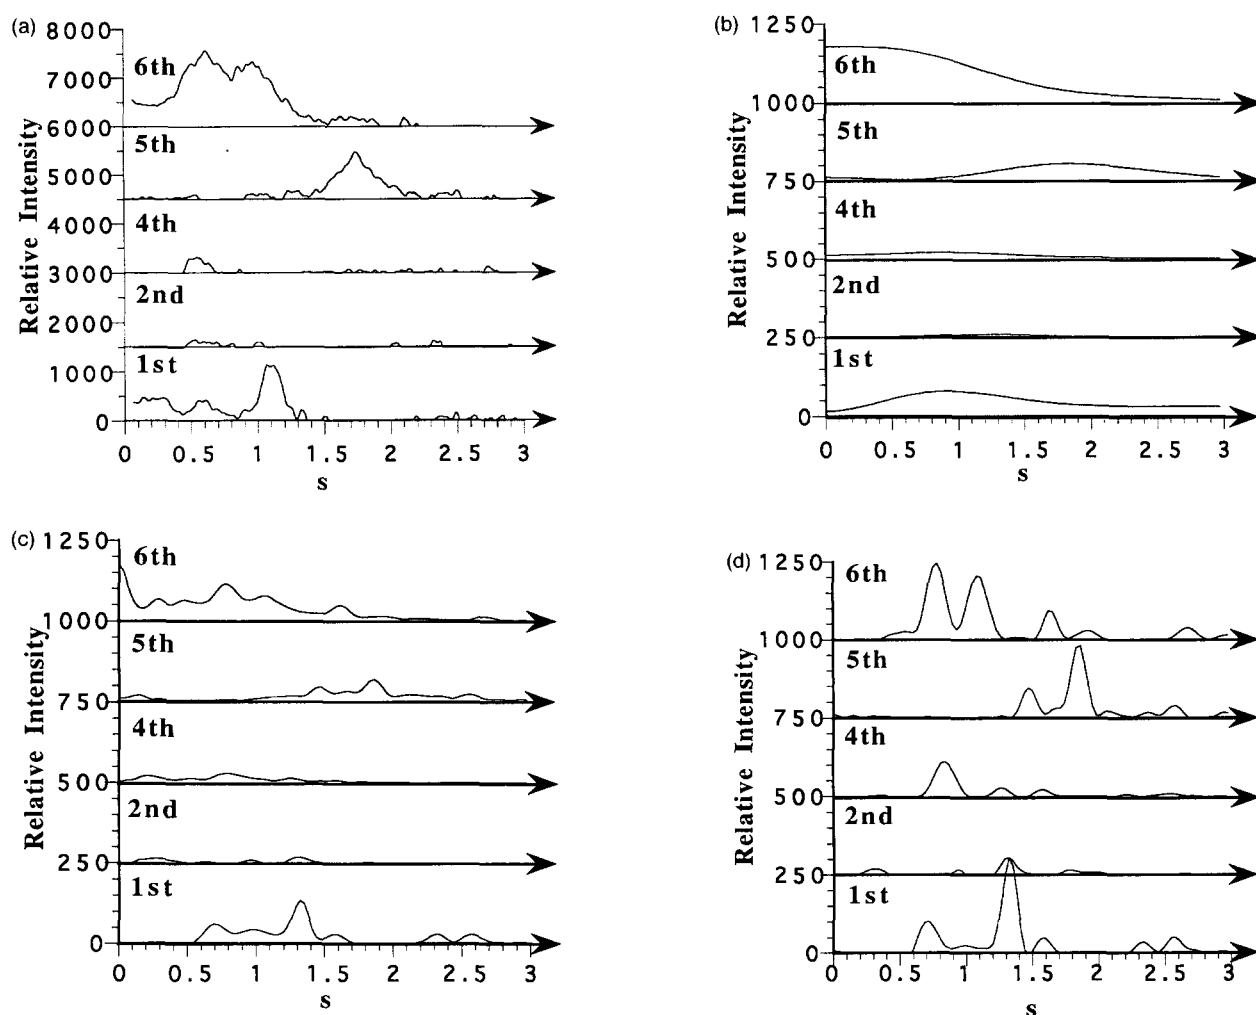 (a)
8000
7000
6000
5000
4000
3000
2000
1000
0
Relative Intensity
6th
5th
4th
2nd
1st
0 0.5 1 1.5 2 2.5 3
s
(b)
1250
1000
750
500
250
0
Relative Intensity
6th
5th
4th
2nd
1st
0 0.5 1 1.5 2 2.5 3
s
(c)
1250
1000
750
500
250
0
Relative Intensity
6th
5th
4th
2nd
1st
0 0.5 1 1.5 2 2.5 3
s
(d)
1250
1000
750
500
250
0
Relative Intensity
6th
5th
4th
2nd
1st
0 0.5 1 1.5 2 2.5 3
s